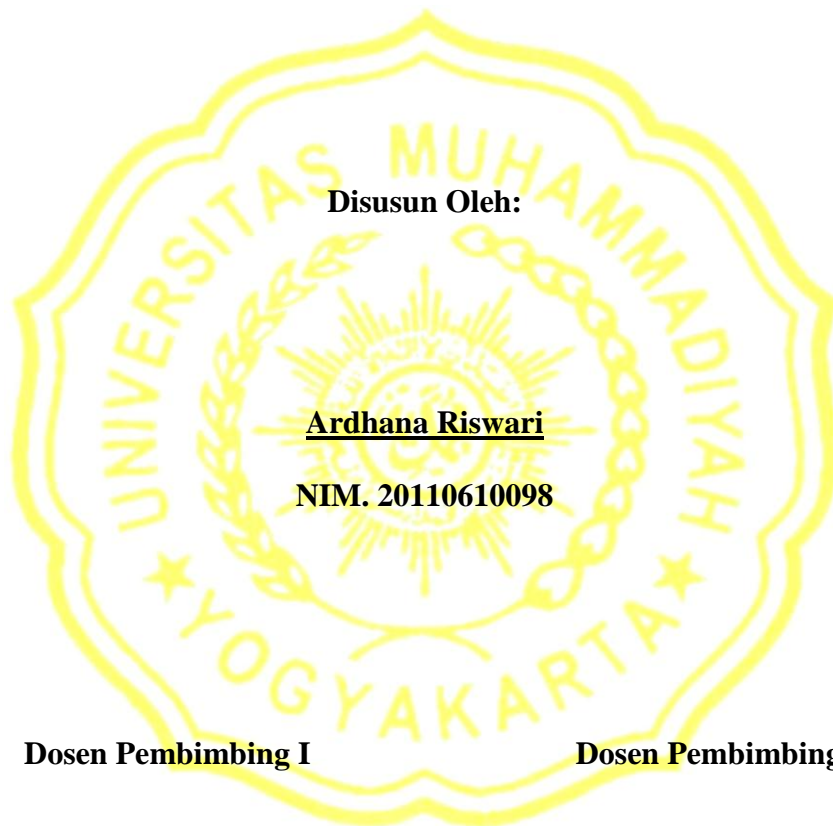 UNIVERSITAS MUHAMMADIYAH
Disusun Oleh:
Ardhana Riswari
NIM. 20110610098
YOGYAKARTA
Dosen Pembimbing I
Dosen Pembimbing